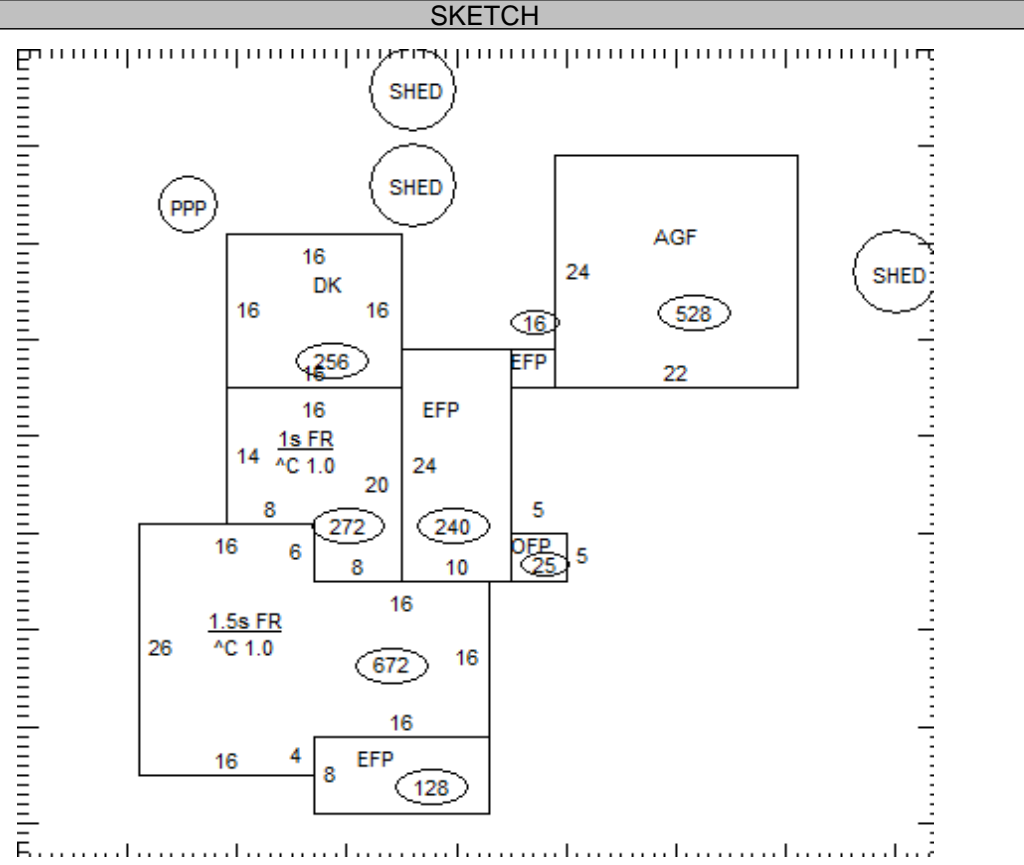 SKETCH
SHED
SHED
PPP
AGF
SHED
16
DK
24
16
16
528
16
256
EFP
16
22
16
EFP
1s FR
14
^C 1.0
24
20
8
5
272
240
16
6
OFP
5
25
8
10
16
1.5s FR
26
^C 1.0
16
672
16
16
4
EFP
8
128